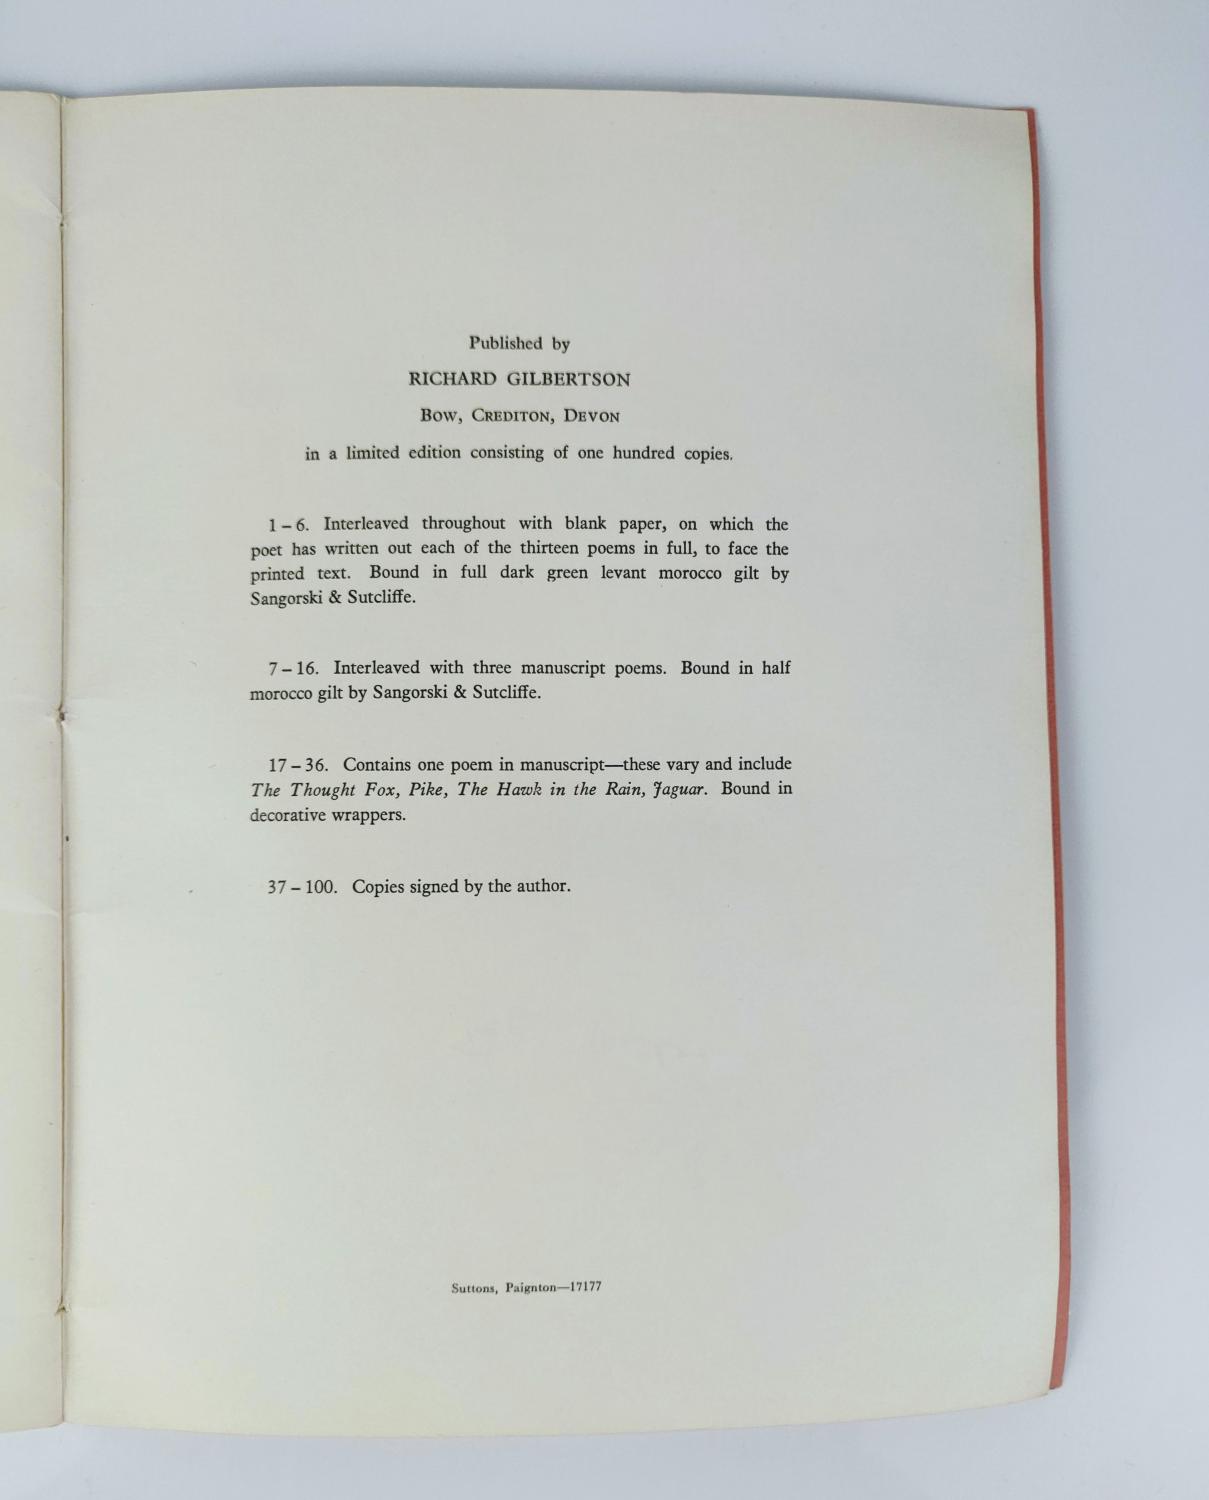 Published by
RICHARD GILBERTSON
BOW, CREDITON, DEVON
in a limited edition consisting of one hundred copies.
1 – 6. Interleaved throughout with blank paper, on which the
poet has written out each of the thirteen poems in full, to face the
printed text. Bound in full dark green levant morocco gilt by
Sangorski & Sutcliffe.
7 – 16. Interleaved with three manuscript poems. Bound in half
morocco gilt by Sangorski & Sutcliffe.
17 – 36. Contains one poem in manuscript—these vary and include
The Thought Fox, Pike, The Hawk in the Rain, Jaguar. Bound in
decorative wrappers.
37 – 100. Copies signed by the author.
Suttons, Paignton—17177